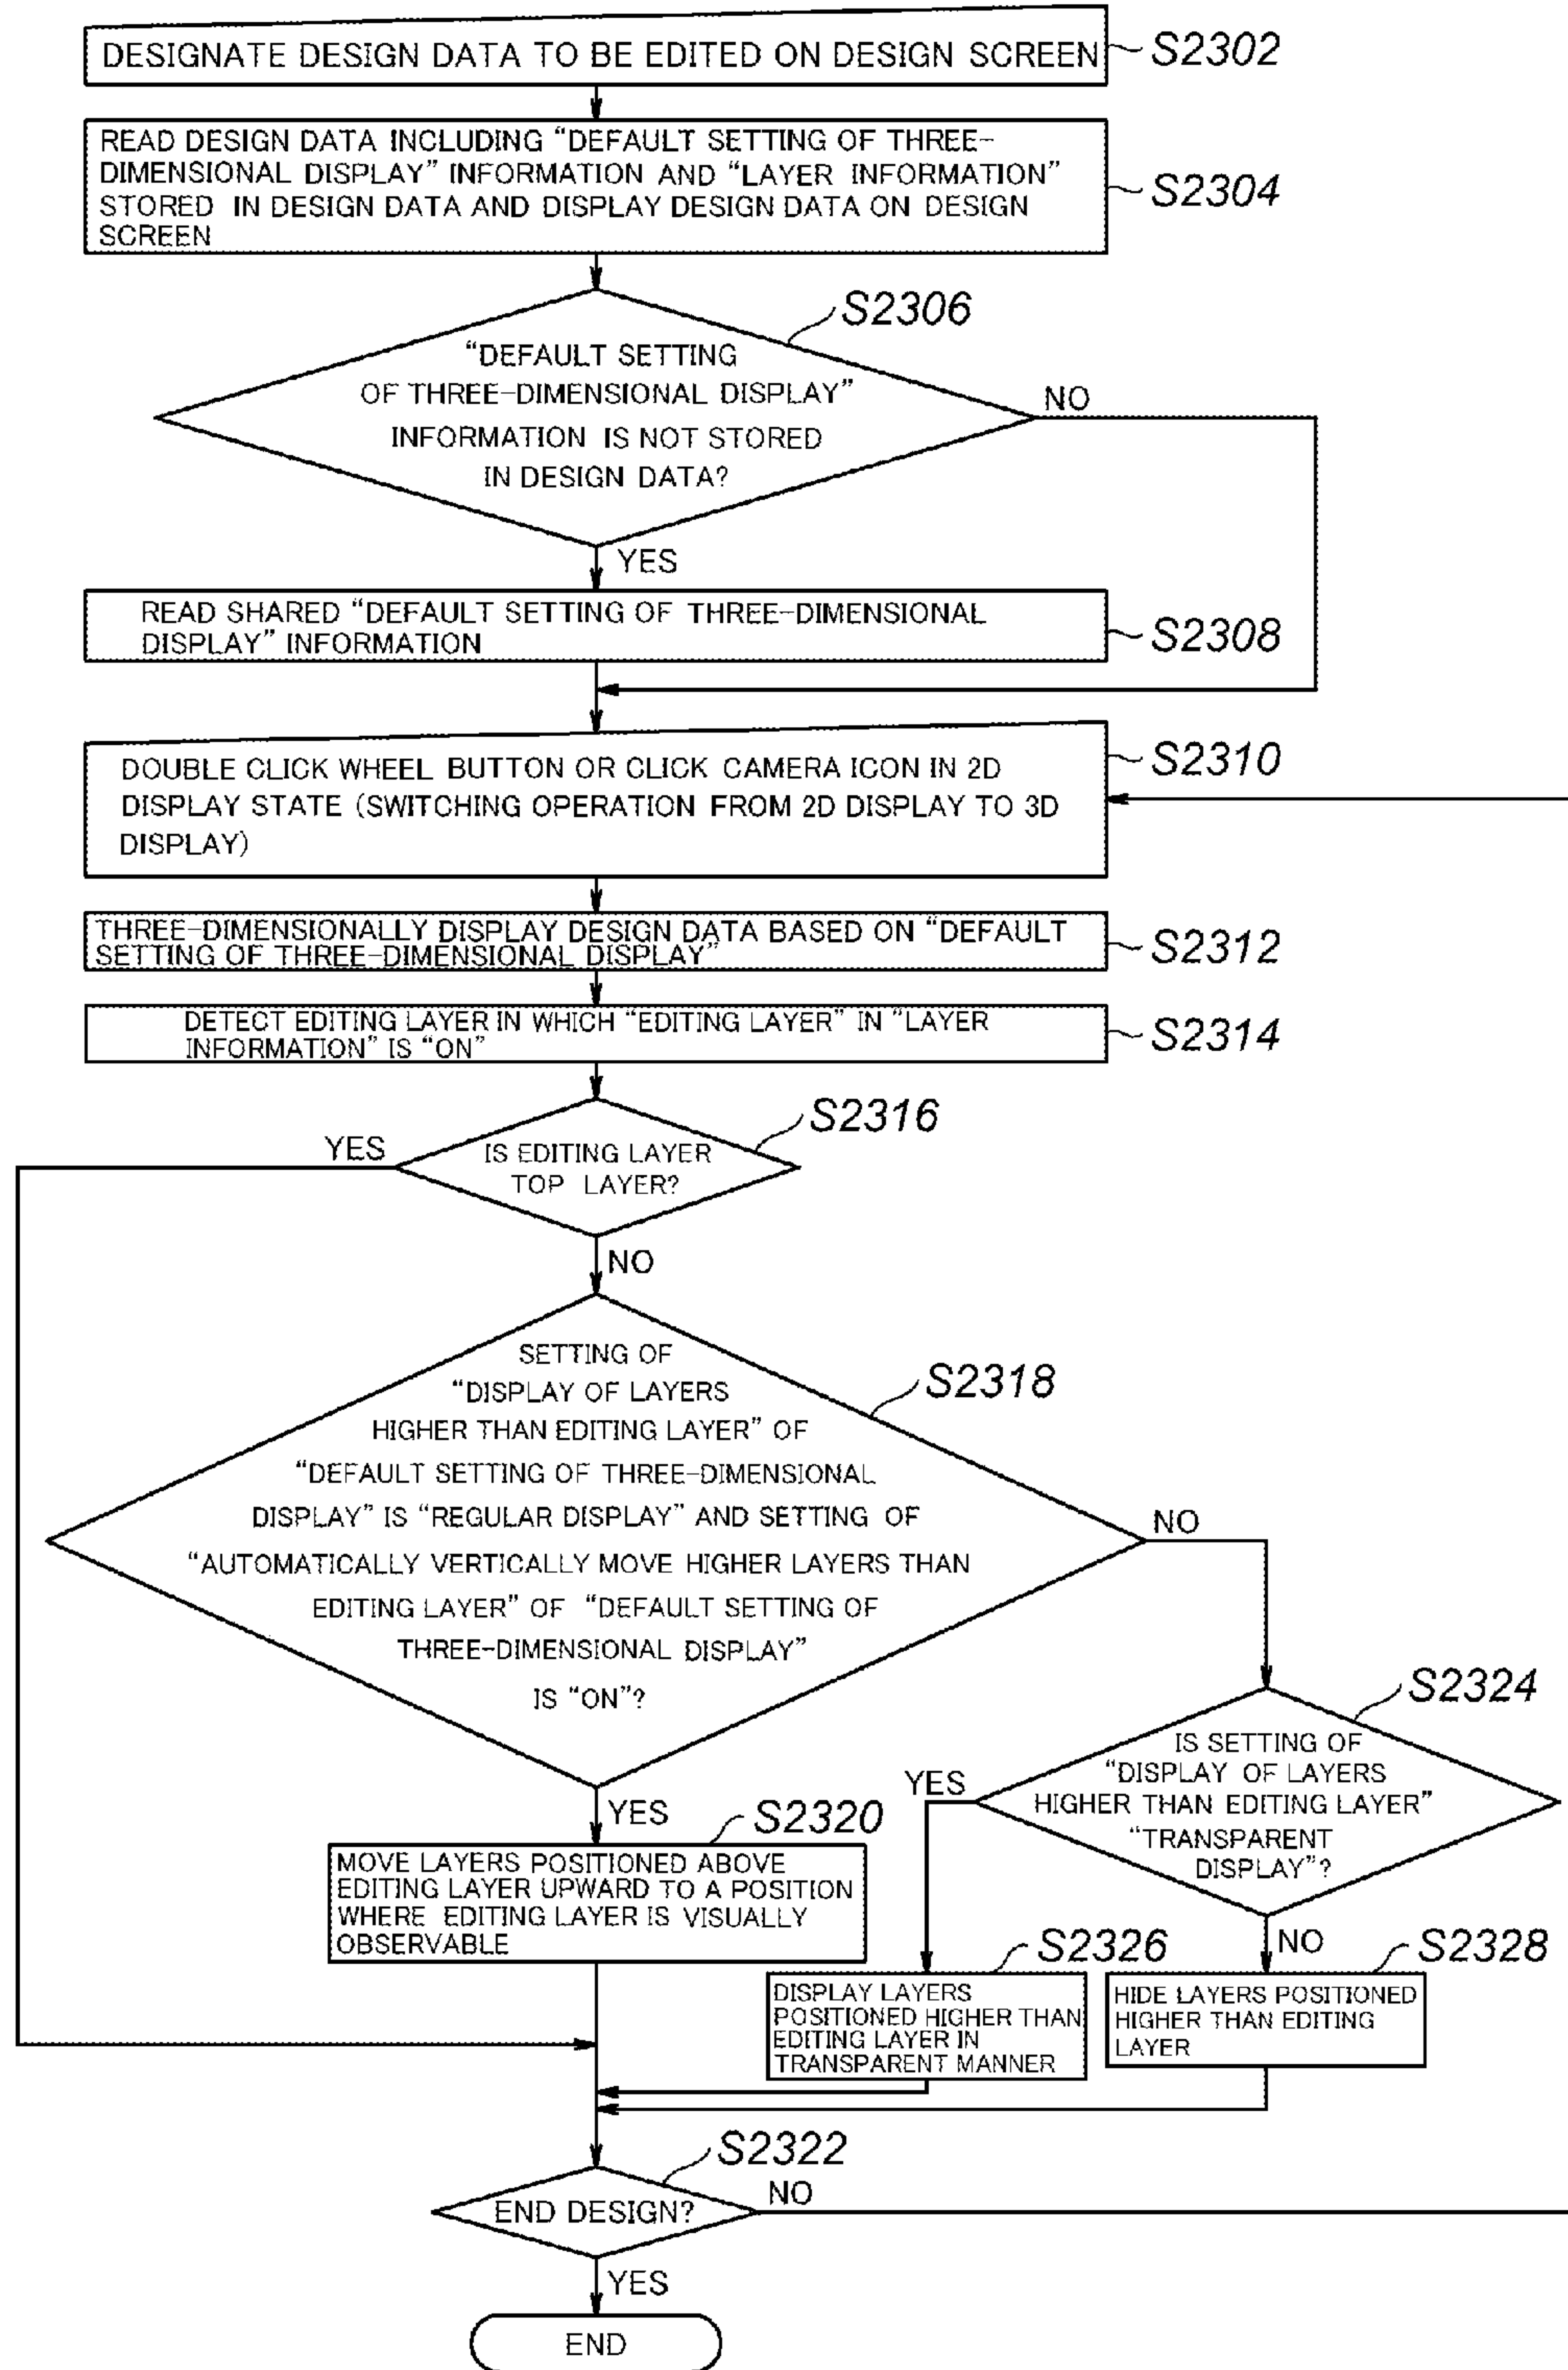 DESIGNATE DESIGN DATA TO BE EDITED ON DESIGN SCREEN
S2302
READ DESIGN DATA INCLUDING “DEFAULT SETTING OF THREE-
DIMENSIONAL DISPLAY” INFORMATION AND “LAYER INFORMATION”
STORED IN DESIGN DATA AND DISPLAY DESIGN DATA ON DESIGN
SCREEN
S2304
S2306
“DEFAULT SETTING
OF THREE-DIMENSIONAL DISPLAY”
INFORMATION IS NOT STORED
IN DESIGN DATA?
NO
YES
READ SHARED “DEFAULT SETTING OF THREE-DIMENSIONAL
DISPLAY” INFORMATION
S2308
DOUBLE CLICK WHEEL BUTTON OR CLICK CAMERA ICON IN 2D
DISPLAY STATE (SWITCHING OPERATION FROM 2D DISPLAY TO 3D
DISPLAY)
S2310
THREE-DIMENSIONALLY DISPLAY DESIGN DATA BASED ON “DEFAULT
SETTING OF THREE-DIMENSIONAL DISPLAY”
S2312
DETECT EDITING LAYER IN WHICH “EDITING LAYER” IN “LAYER
INFORMATION” IS “ON”
S2314
S2316
YES
IS EDITING LAYER
TOP LAYER?
NO
SETTING OF
“DISPLAY OF LAYERS
HIGHER THAN EDITING LAYER” OF
“DEFAULT SETTING OF THREE-DIMENSIONAL
DISPLAY” IS “REGULAR DISPLAY” AND SETTING OF
“AUTOMATICALLY VERTICALLY MOVE HIGHER LAYERS THAN
EDITING LAYER” OF “DEFAULT SETTING OF
THREE-DIMENSIONAL DISPLAY”
IS “ON”?
S2318
NO
YES
S2324
IS SETTING OF
“DISPLAY OF LAYERS
HIGHER THAN EDITING LAYER”
“TRANSPARENT
DISPLAY”?
YES
NO
S2320
MOVE LAYERS POSITIONED ABOVE
EDITING LAYER UPWARD TO A POSITION
WHERE EDITING LAYER IS VISUALLY
OBSERVABLE
S2326
DISPLAY LAYERS
POSITIONED HIGHER THAN
EDITING LAYER IN
TRANSPARENT MANNER
S2328
HIDE LAYERS POSITIONED
HIGHER THAN EDITING
LAYER
S2322
END DESIGN?
NO
YES
END